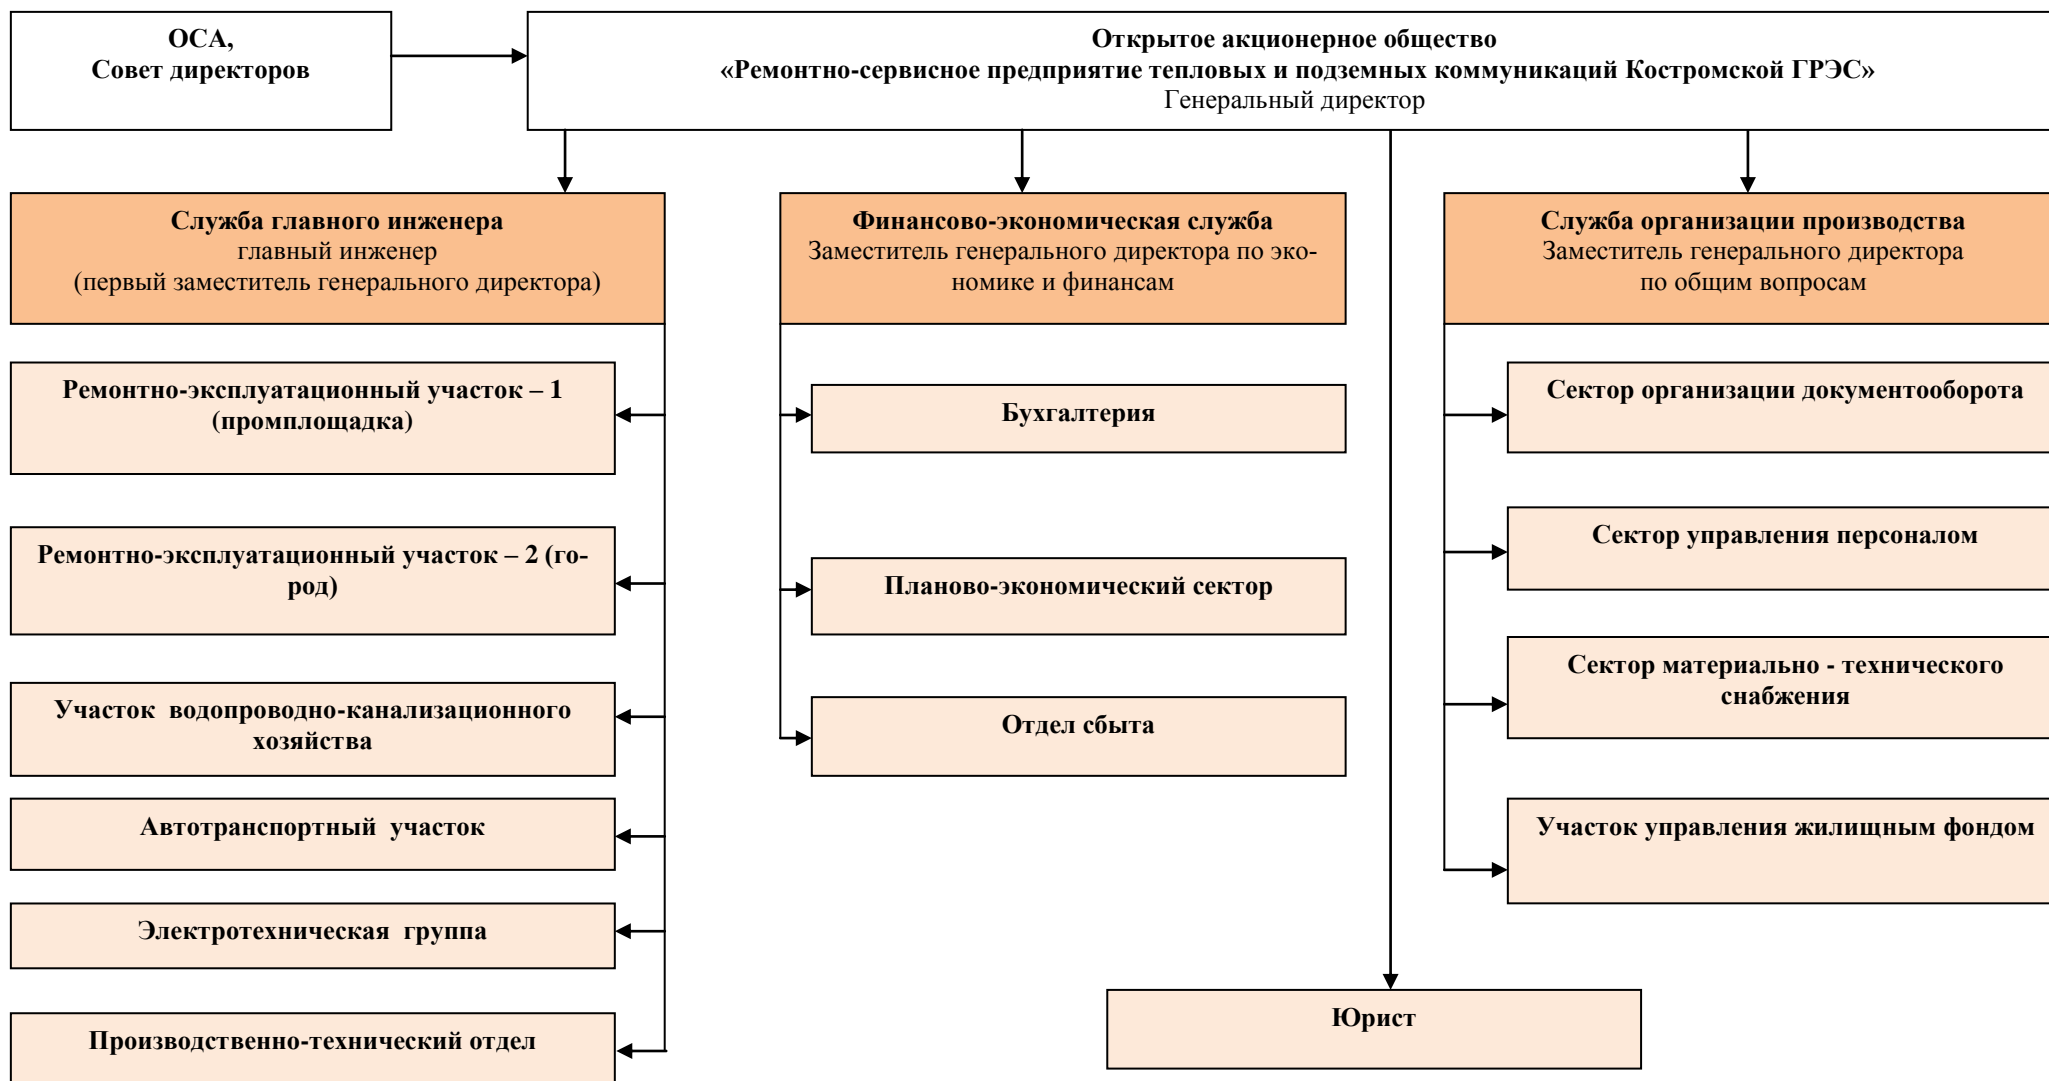 ОСА,
Совет директоров
Открытое акционерное общество
«Ремонтно-сервисное предприятие тепловых и подземных коммуникаций Костромской ГРЭС»
Генеральный директор
Служба главного инженера
главный инженер
(первый заместитель генерального директора)
Финансово-экономическая служба
Заместитель генерального директора по эко-
номике и финансам
Служба организации производства
Заместитель генерального директора
по общим вопросам
Ремонтно-эксплуатационный участок – 1
(промплощадка)
Ремонтно-эксплуатационный участок – 2 (го-
род)
Участок водопроводно-канализационного
хозяйства
Автотранспортный участок
Электротехническая группа
Производственно-технический отдел
Бухгалтерия
Планово-экономический сектор
Отдел сбыта
Юрист
Сектор организации документооборота
Сектор управления персоналом
Сектор материально - технического
снабжения
Участок управления жилищным фондом